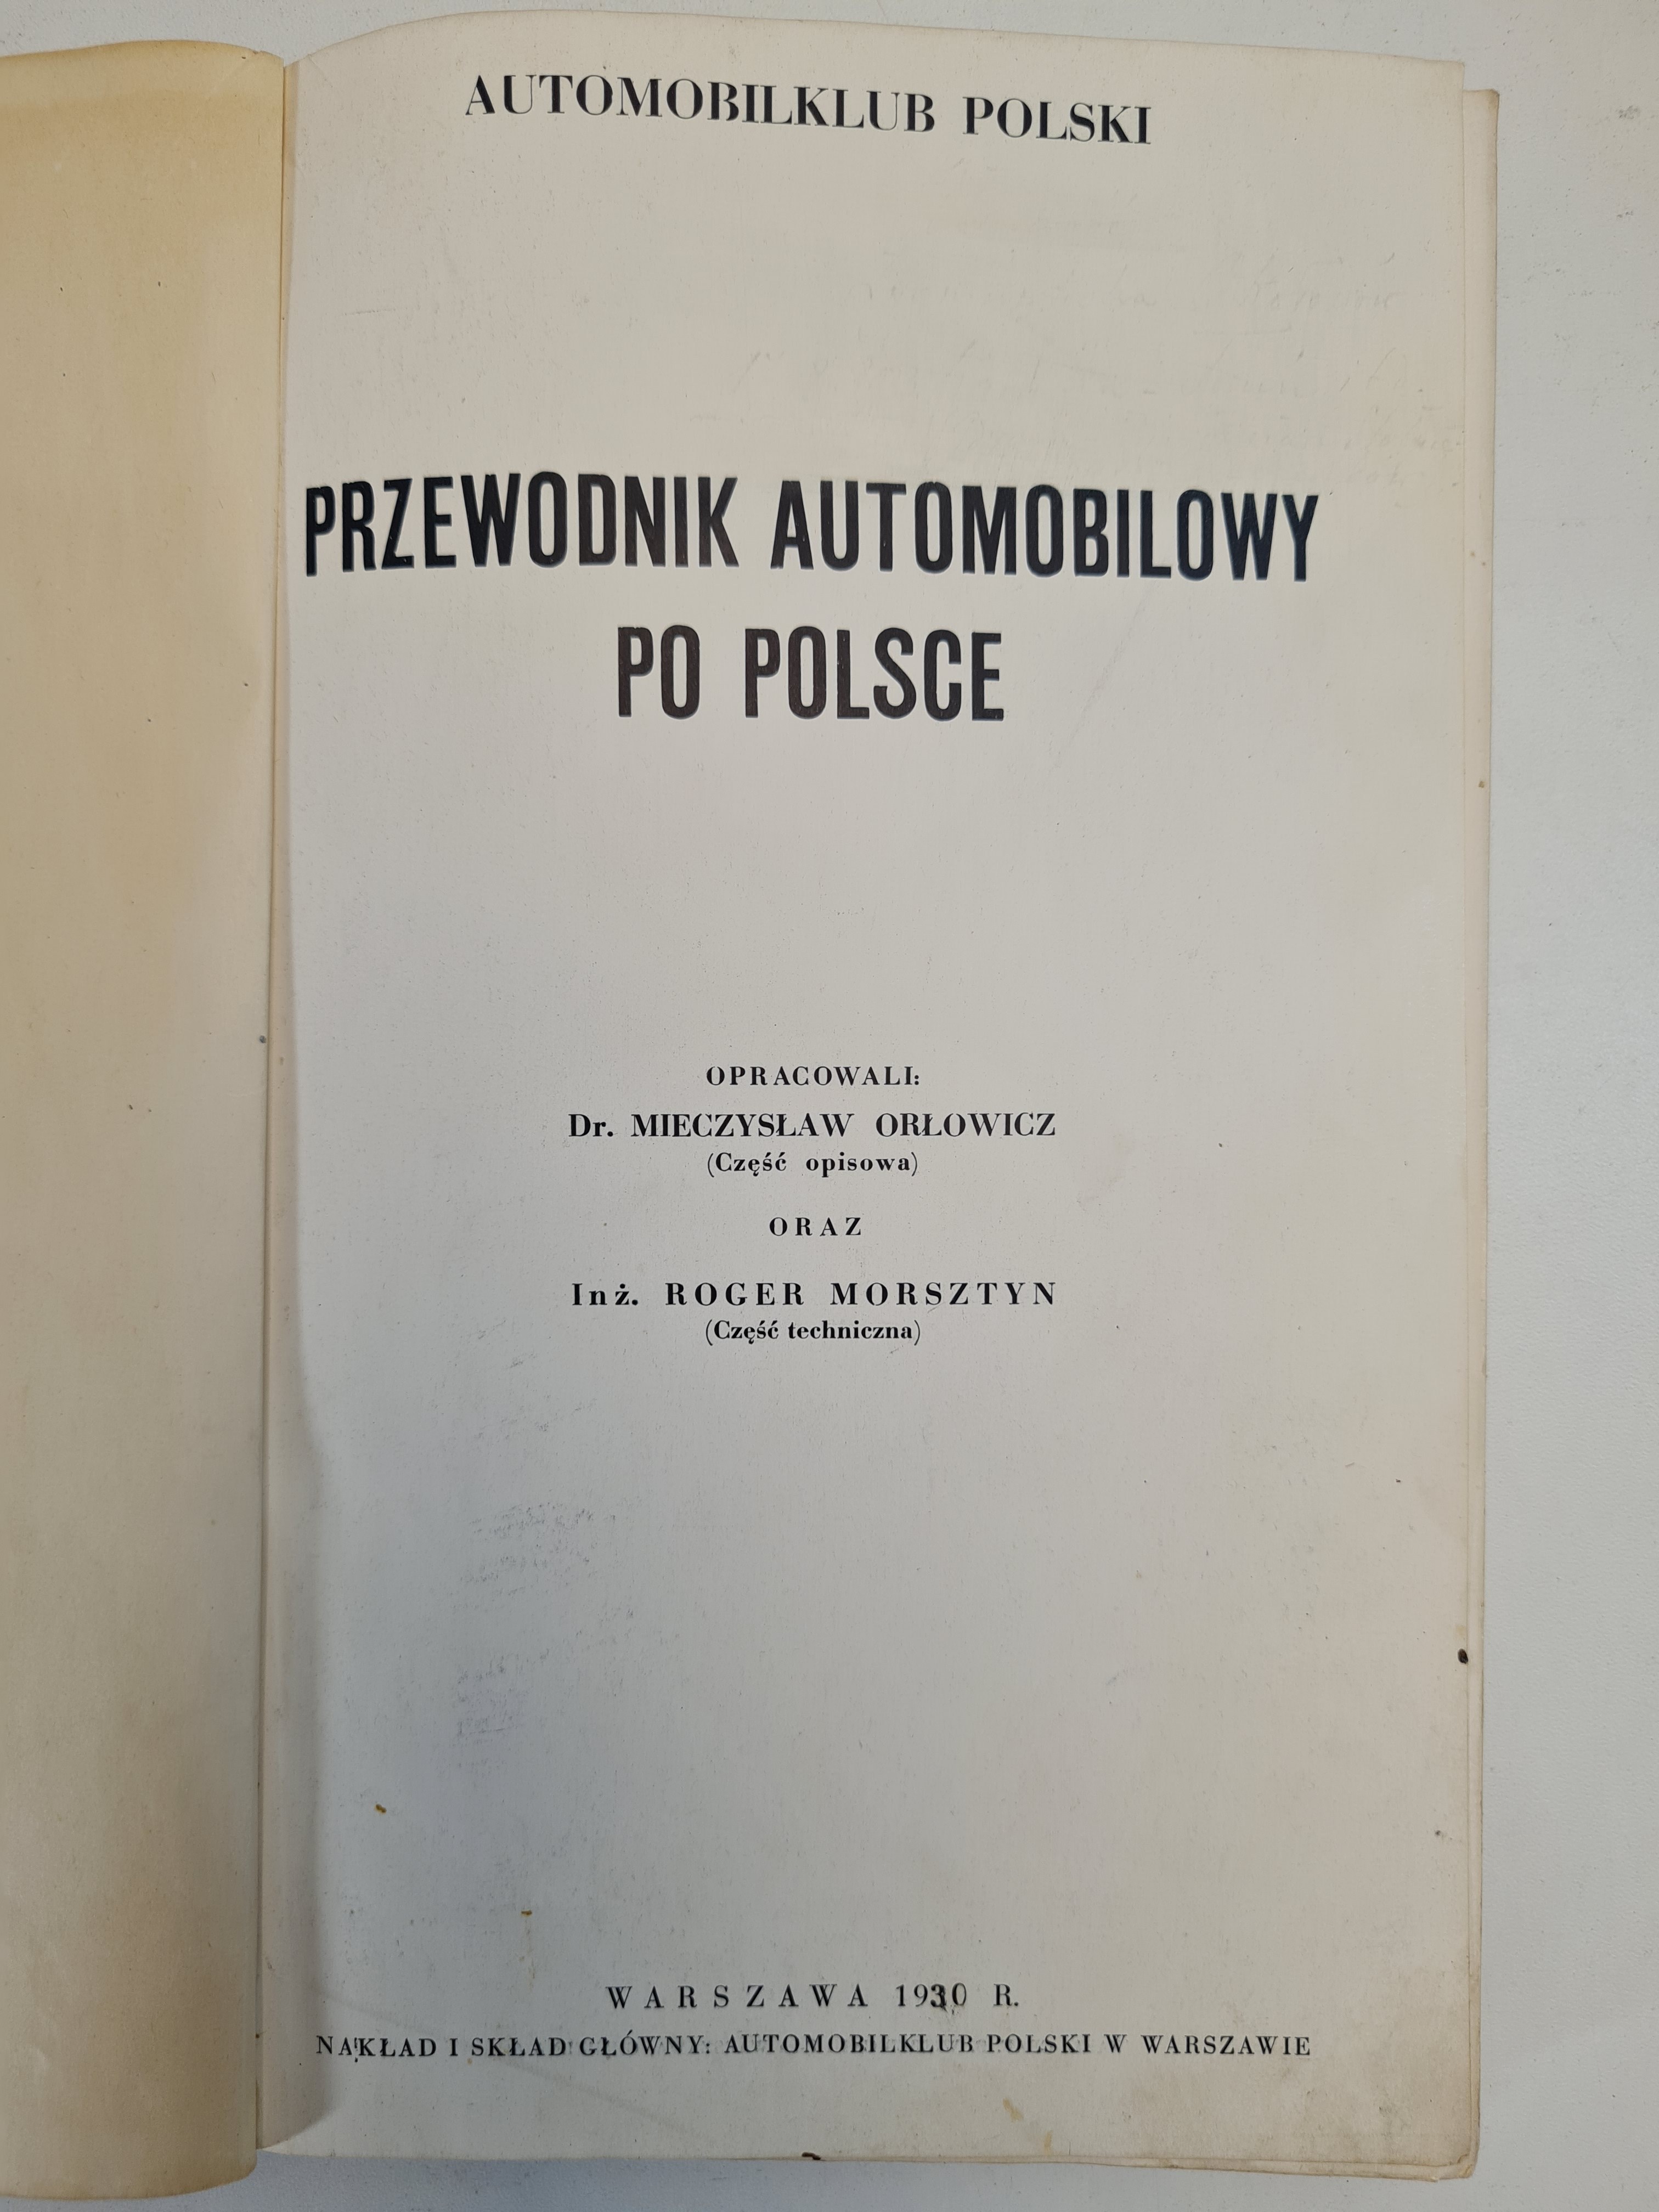 AUTOMOBILKLUB POLSKI
PRZEWODNIK AUTOMOBILOWY
PO POLSCE
OPRACOWALI:
Dr. MIECZYSŁAW ORŁOWICZ
(Część opisowa)
ORAZ
Inż. ROGER MORSZTYN
(Część techniczna)
WARSZAWA 1930 R.
NAKŁAD I SKŁAD GŁÓWNY: AUTOMOBILKLUB POLSKI W WARSZAWIE